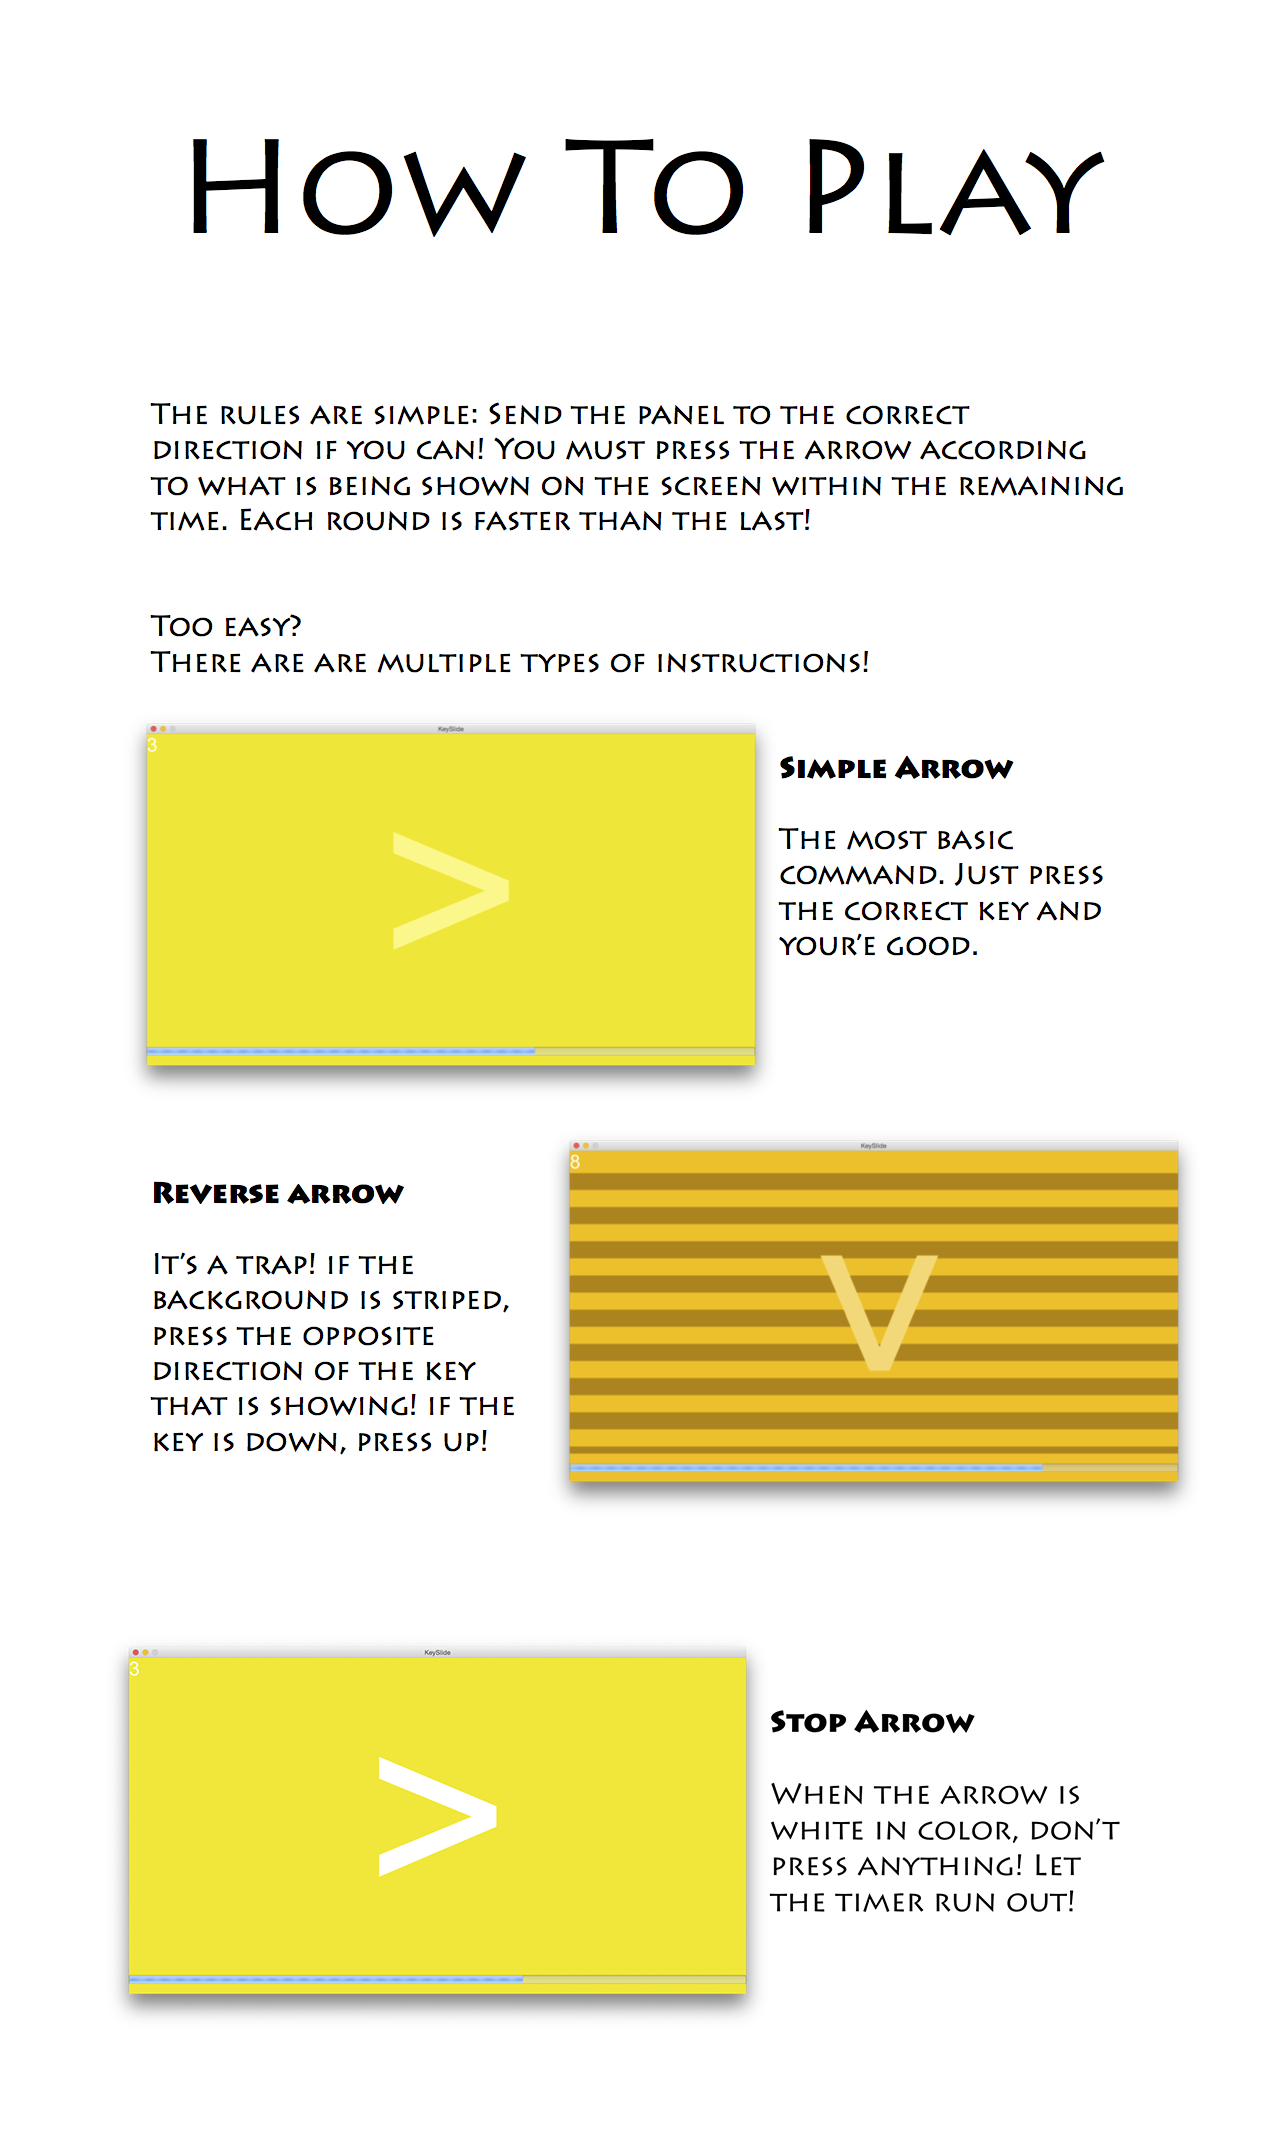 How To Play
The rules are simple: Send the panel to the correct
direction if you can! You must press the arrow according
to what is being shown on the screen within the remaining
time. Each round is faster than the last!
Too easy?
There are are multiple types of instructions!
KeySlide
3
>
Simple Arrow
The most basic
command. Just press
the correct key and
your'e good.
Reverse arrow
It's a trap! if the
background is striped,
press the opposite
direction of the key
that is showing! if the
key is down, press up!
KeySlide
8
V
KeySlide
3
>
Stop Arrow
When the arrow is
white in color, don't
press anything! Let
the timer run out!